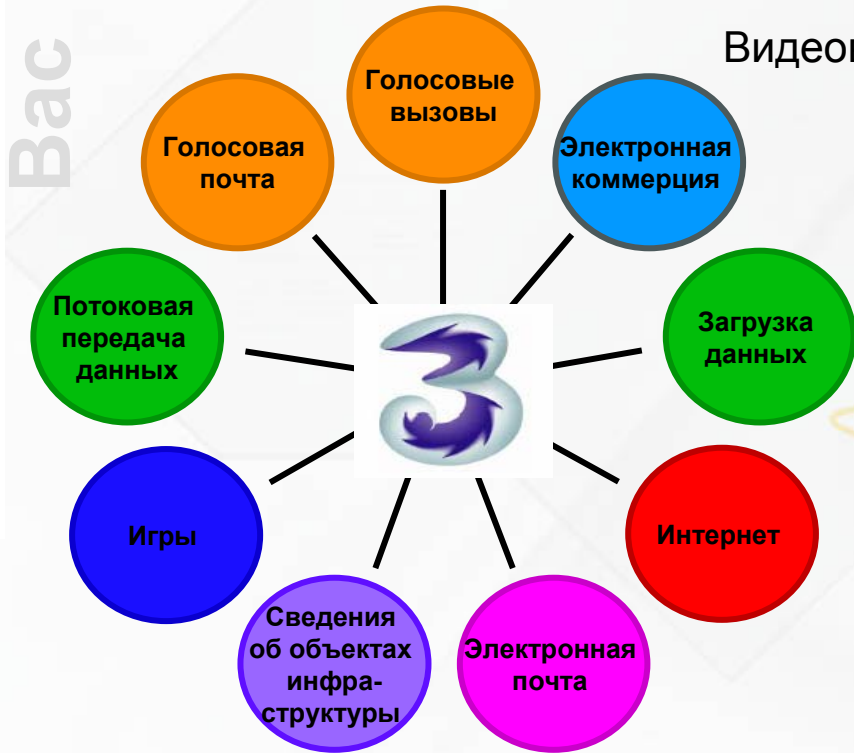 Вас
Голосовые
вызовы
Голосовая
почта
Электронная
коммерция
Потоковая
передача
данных
3
Загрузка
данных
Игры
Интернет
Сведения
об объектах
инфра-
структуры
Электронная
почта